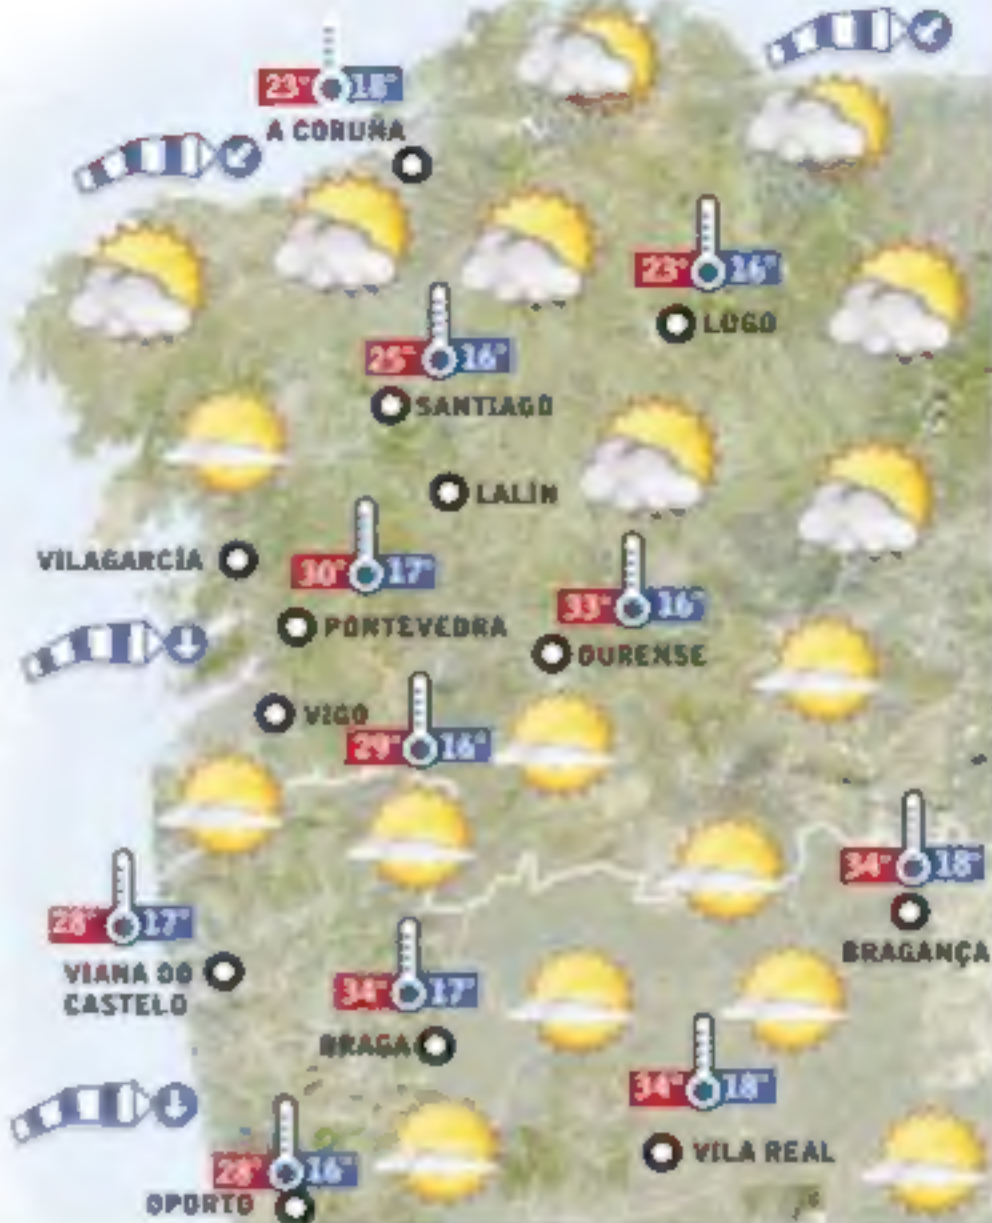 23° 18°
A CORUÑA
23° 16°
LUGO
25° 16°
SANTIAGO
LALÍN
VILAGARCÍA
30° 17°
PONTEVEDRA
33° 16°
OURENSE
VIGO
29° 16°
34° 18°
BRAGANÇA
28° 17°
VIANA DO
CASTELO
34° 17°
BRAGA
34° 18°
VILA REAL
28° 16°
OPORTO